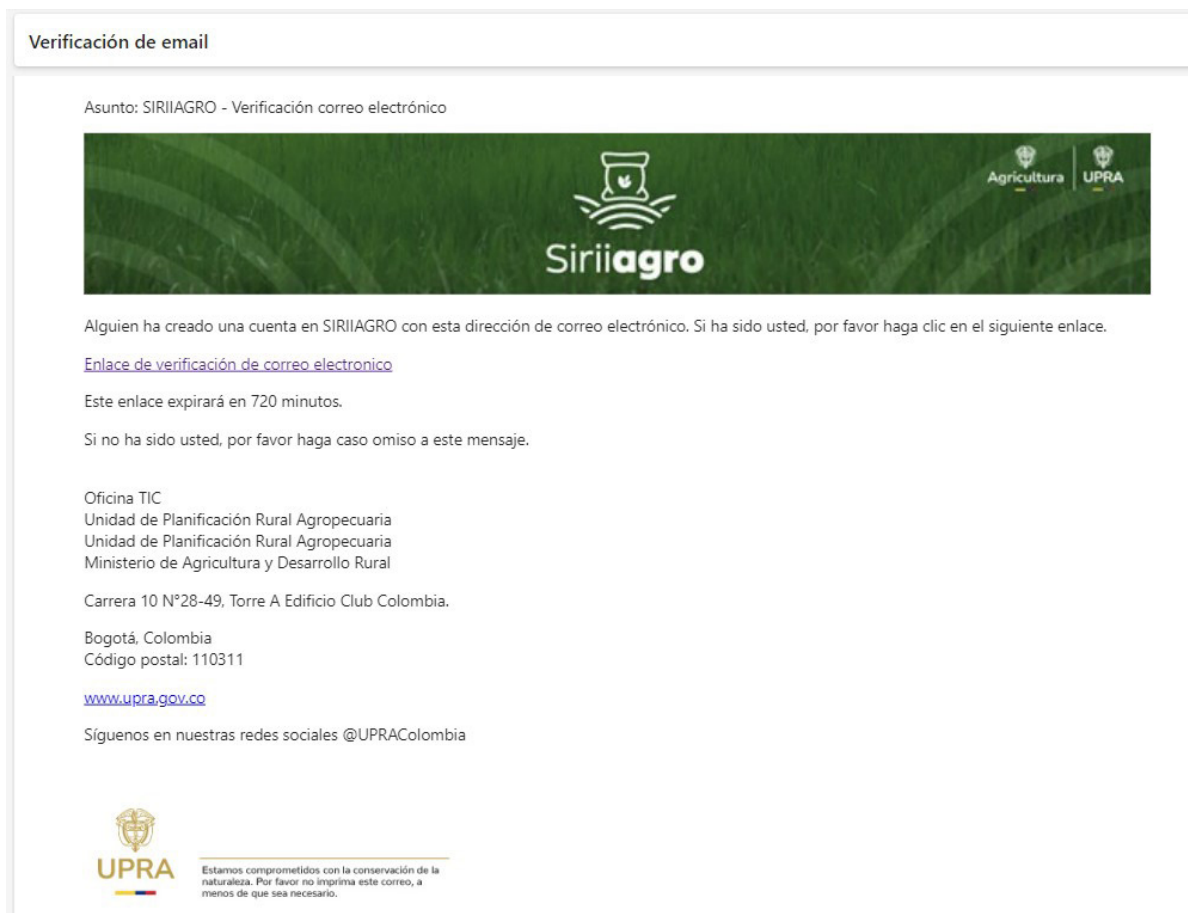 Verificación de email
Asunto: SIRIIAGRO - Verificación correo electrónico
Agricultura
UPRA
Siriiagro
Alguien ha creado una cuenta en SIRIIAGRO con esta dirección de correo electrónico. Si ha sido usted, por favor haga clic en el siguiente enlace.
Enlace de verificación de correo electronico
Este enlace expirará en 720 minutos.
Si no ha sido usted, por favor haga caso omiso a este mensaje.
Oficina TIC
Unidad de Planificación Rural Agropecuaria
Unidad de Planificación Rural Agropecuaria
Ministerio de Agricultura y Desarrollo Rural
Carrera 10 N°28-49, Torre A Edificio Club Colombia.
Bogotá, Colombia
Código postal: 110311
www.upra.gov.co
Síguenos en nuestras redes sociales @UPRAColombia
UPRA
Estamos comprometidos con la conservación de la
naturaleza. Por favor no imprima este correo, a
menos de que sea necesario.